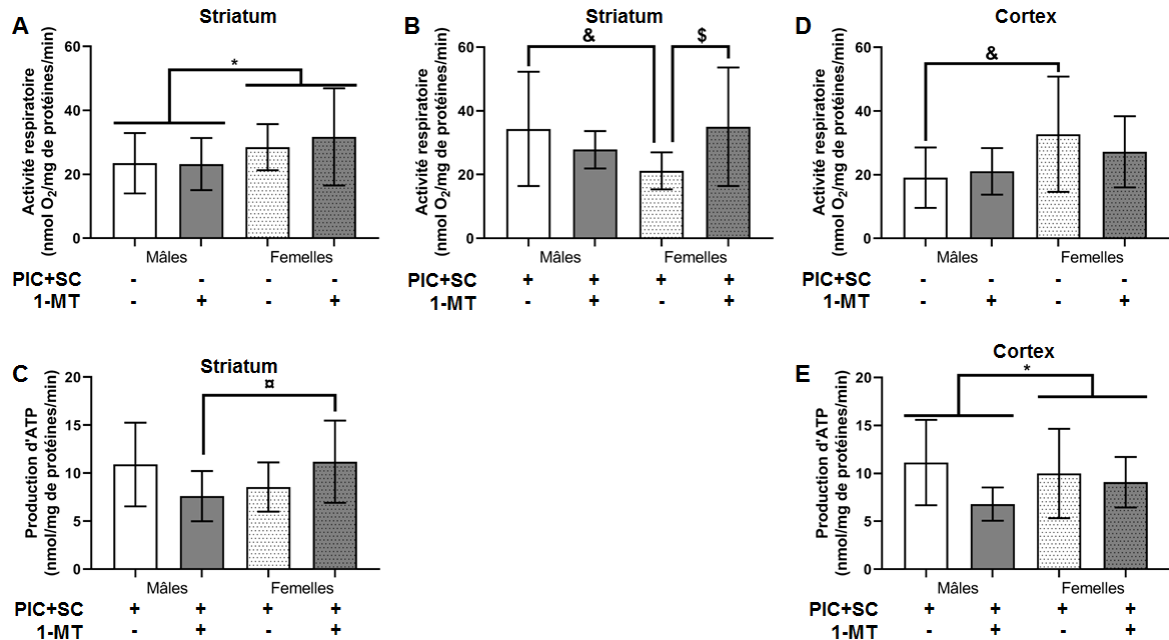 A
Striatum
Activité respiratoire
(nmol O₂/mg de protéines/min)
60
40
20
0
*
Mâles Femelles
PIC+SC - - - -
1-MT - + - +
B
Striatum
Activité respiratoire
(nmol O₂/mg de protéines/min)
60
40
20
0
& $
Mâles Femelles
PIC+SC + + + +
1-MT - + - +
D
Cortex
Activité respiratoire
(nmol O₂/mg de protéines/min)
60
40
20
0
&
Mâles Femelles
PIC+SC - - - -
1-MT - + - +
C
Striatum
Production d'ATP
(nmol/mg de protéines/min)
20
15
10
5
0
¤
Mâles Femelles
PIC+SC + + + +
1-MT - + - +
E
Cortex
Production d'ATP
(nmol/mg de protéines/min)
20
15
10
5
0
*
Mâles Femelles
PIC+SC + + + +
1-MT - + - +